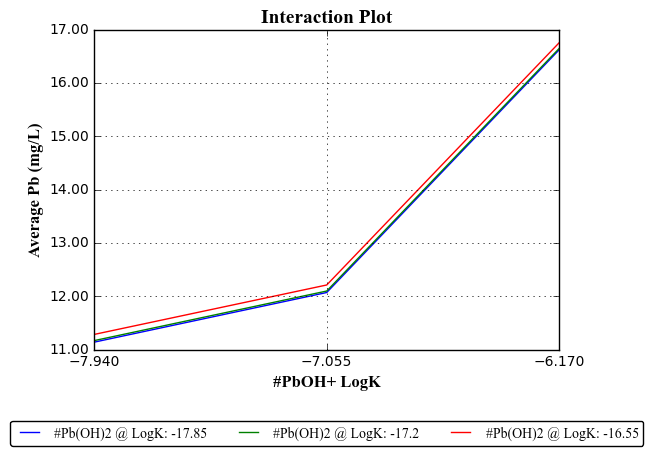 Interaction Plot
17.00
16.00
15.00
14.00
13.00
12.00
11.00
Average Pb (mg/L)
−7.940 −7.055 −6.170
#PbOH+ LogK
#Pb(OH)2 @ LogK: -17.85 #Pb(OH)2 @ LogK: -17.2 #Pb(OH)2 @ LogK: -16.55